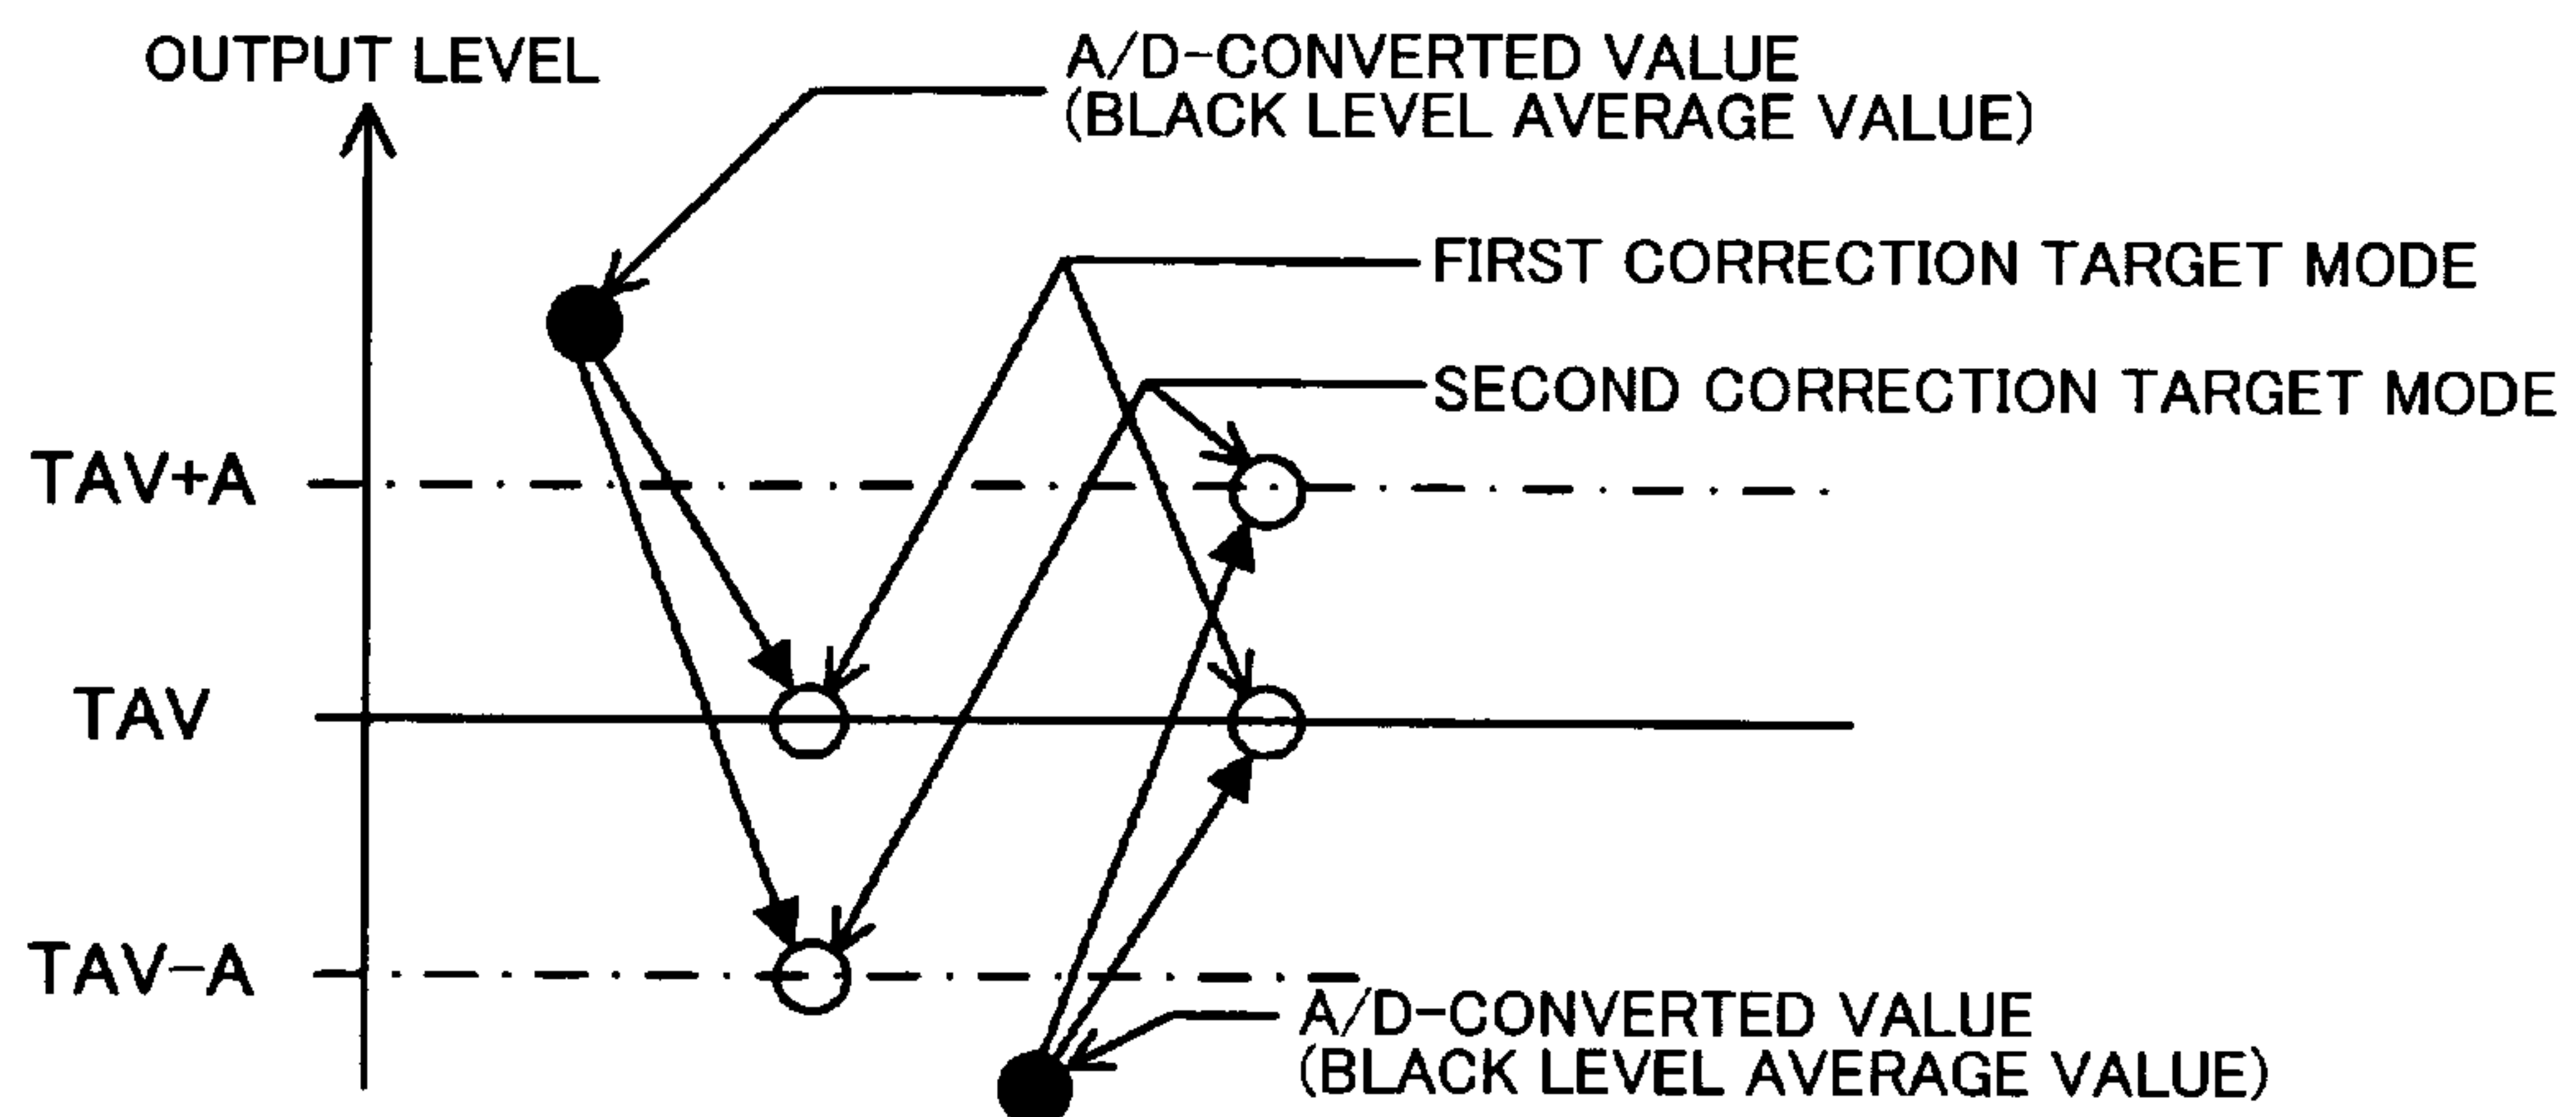 OUTPUT LEVEL
A/D-CONVERTED VALUE
(BLACK LEVEL AVERAGE VALUE)
FIRST CORRECTION TARGET MODE
SECOND CORRECTION TARGET MODE
TAV+A
TAV
TAV-A
A/D-CONVERTED VALUE
(BLACK LEVEL AVERAGE VALUE)